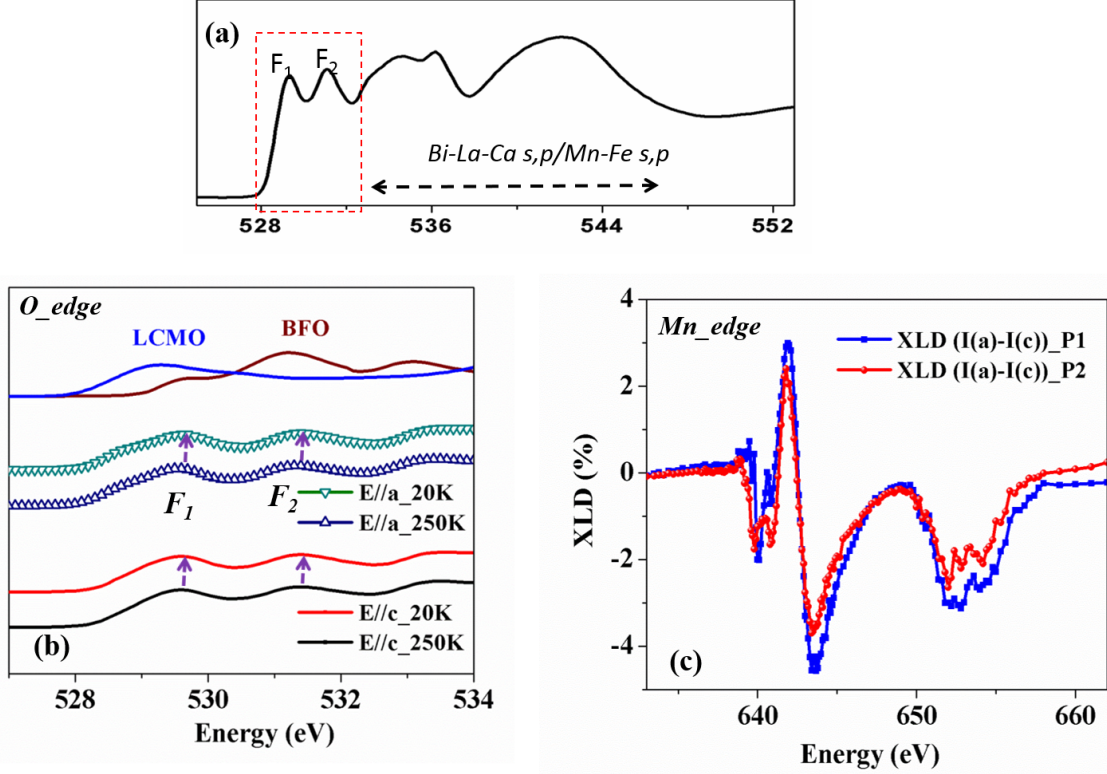 (a)
F1 F2
Bi-La-Ca s,p/Mn-Fe s,p
528 536 544 552
O_edge
LCMO BFO
F1 F2
E//a_20K
E//a_250K
E//c_20K
E//c_250K
(b)
528 530 532 534
Energy (eV)
Mn_edge
XLD (I(a)-I(c))_P1
XLD (I(a)-I(c))_P2
4
2
0
-2
-4
XLD (%)
(c)
640 650 660
Energy (eV)